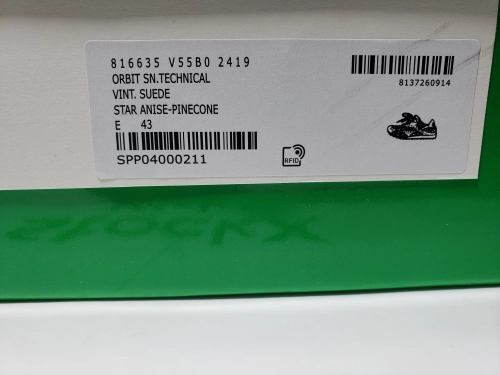 816635 V55B0 2419
ORBIT SN.TECHNICAL
VINT. SUEDE
STAR ANISE-PINECONE
E 43
SPP04000211
8137260914
RFID
stockx